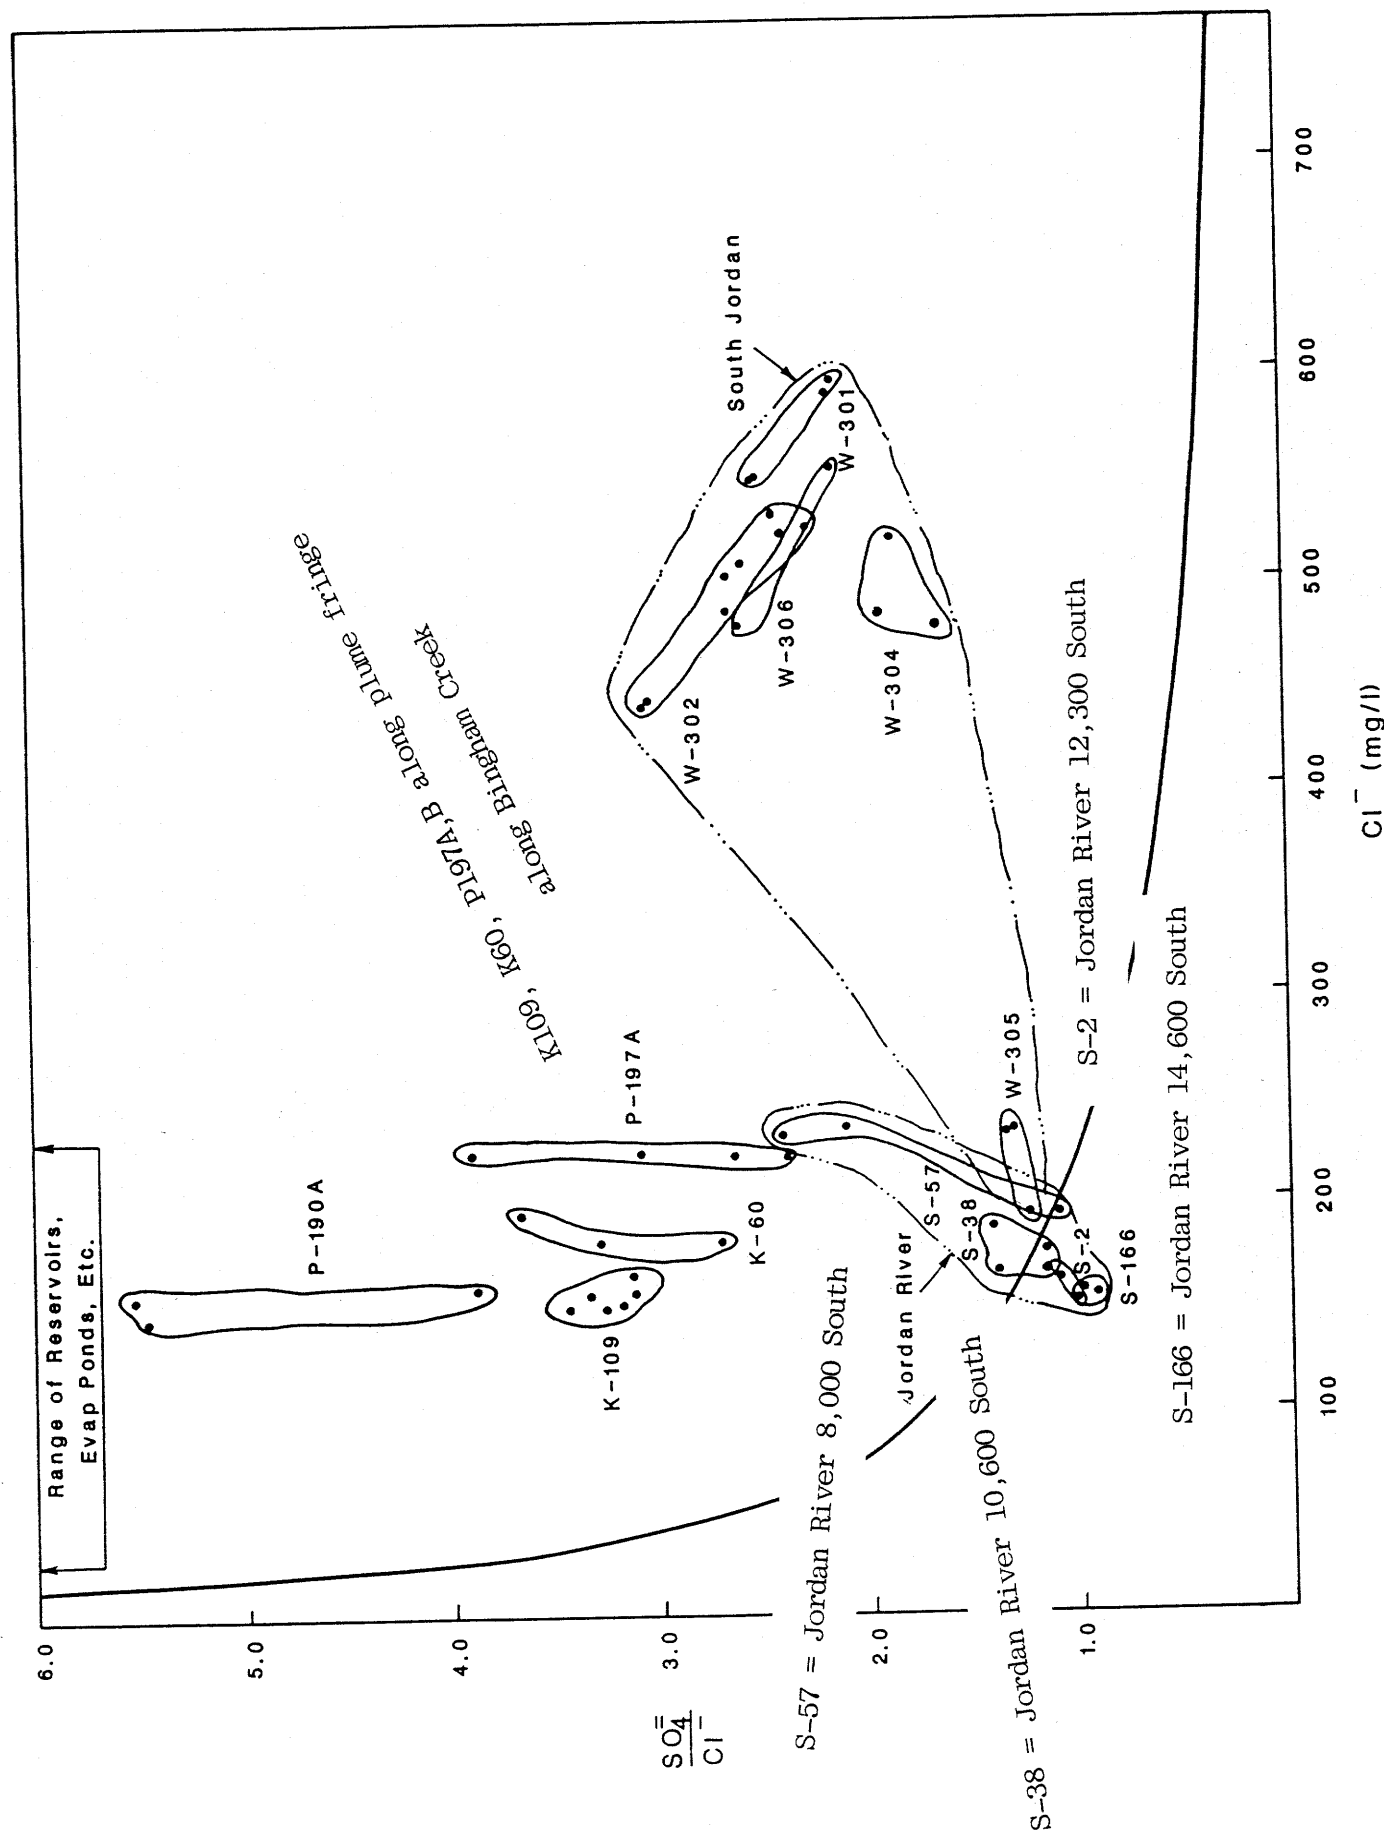 Range of Reservoirs,
Evap Ponds, Etc.
P-190A
K-109
K-60
P-197A
K109, K60, P197A,B along plume fringe
along Bingham Creek
South Jordan
W-301
W-302
W-306
W-304
W-305
S-57
S-38
S-2
S-166
Jordan River
S-57 = Jordan River 8,000 South
S-38 = Jordan River 10,600 South
S-2 = Jordan River 12,300 South
S-166 = Jordan River 14,600 South
6.0
5.0
4.0
3.0
2.0
1.0
SO4=
Cl-
100
200
300
400
500
600
700
Cl- (mg/l)